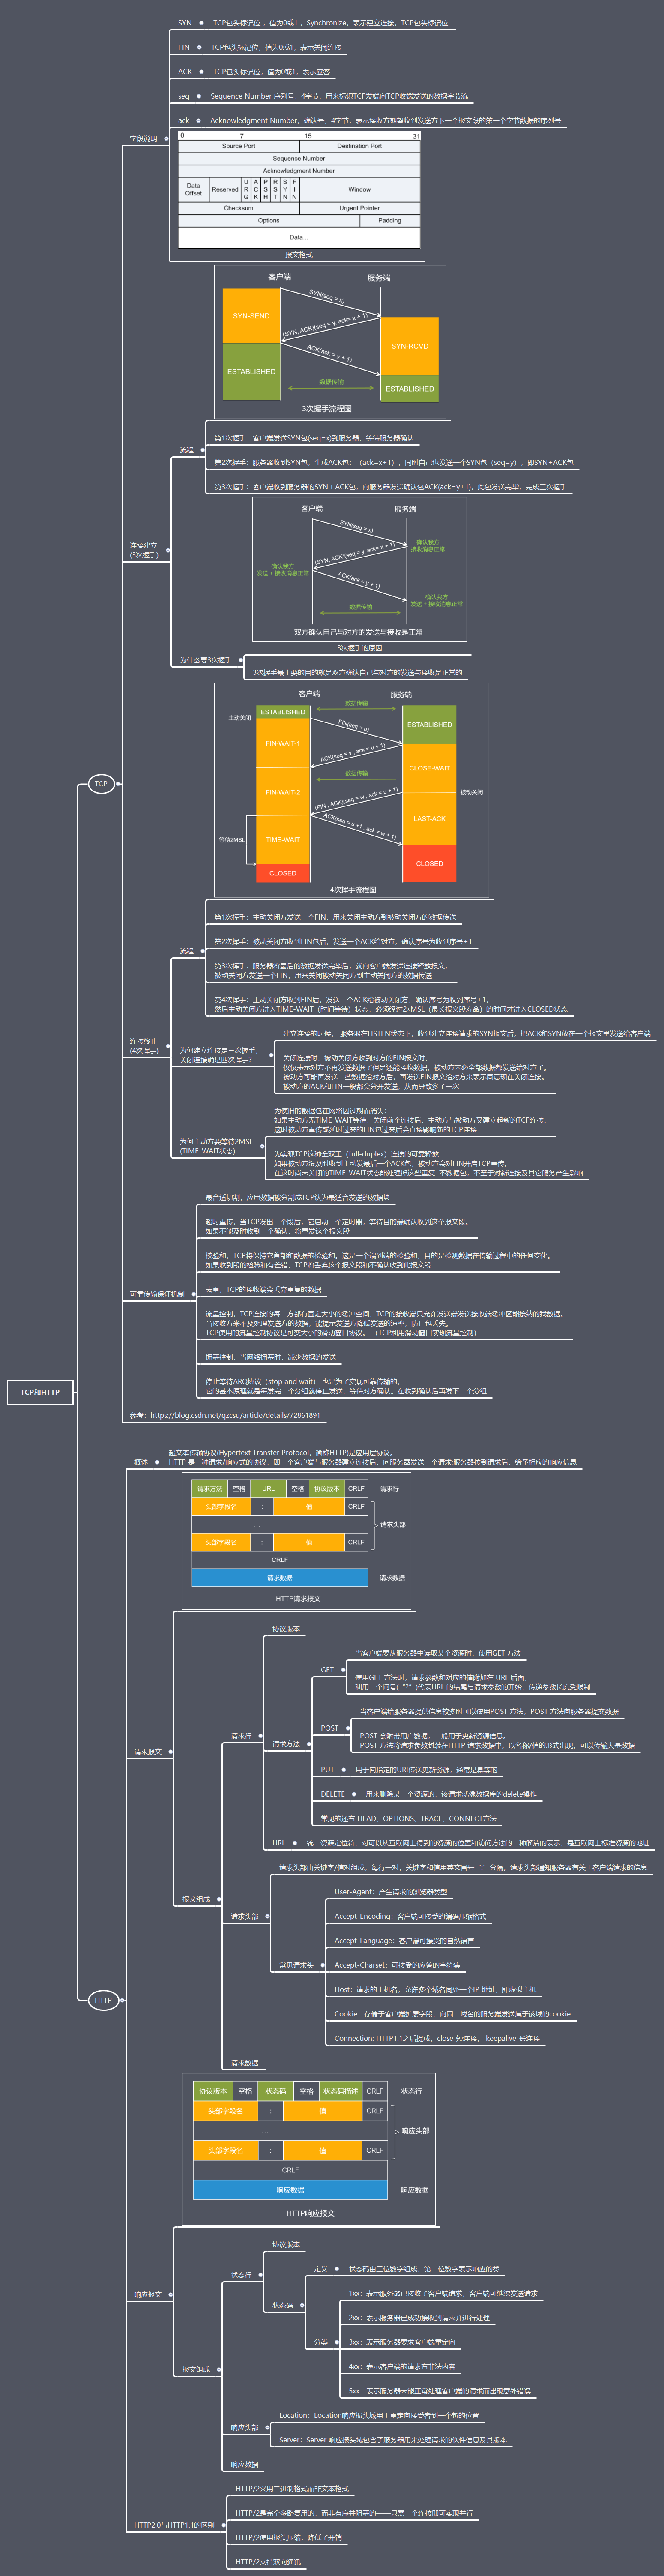 TCP和HTTP
TCP
字段说明
SYN
TCP包头标记位 ，值为0或1 ，Synchronize，表示建立连接，TCP包头标记位
FIN
TCP包头标记位，值为0或1，表示关闭连接
ACK
TCP包头标记位，值为0或1，表示应答
seq
Sequence Number 序列号，4字节，用来标识TCP发端向TCP收端发送的数据字节流
ack
Acknowledgment Number，确认号，4字节，表示接收方期望收到发送方下一个报文段的第一个字节数据的序列号
0 7 15 31
Source Port Destination Port
Sequence Number
Acknowledgment Number
Data Offset Reserved URG ACK PSH RST SYN FIN Window
Checksum Urgent Pointer
Options Padding
Data...
报文格式
连接建立
(3次握手)
流程
客户端 服务端
SYN(seq = x)
SYN-SEND
(SYN, ACK)(seq = y, ack= x + 1)
SYN-RCVD
ACK(ack = y + 1)
ESTABLISHED
数据传输
ESTABLISHED
3次握手流程图
第1次握手：客户端发送SYN包(seq=x)到服务器，等待服务器确认
第2次握手：服务器收到SYN包，生成ACK包：（ack=x+1），同时自己也发送一个SYN包（seq=y），即SYN+ACK包
第3次握手：客户端收到服务器的SYN＋ACK包，向服务器发送确认包ACK(ack=y+1)，此包发送完毕，完成三次握手
为什么要3次握手
客户端 服务端
SYN(seq = x)
确认我方
接收消息正常
(SYN, ACK)(seq = y, ack= x + 1)
确认我方
发送 + 接收消息正常
ACK(ack = y + 1)
确认我方
发送 + 接收消息正常
数据传输
双方确认自己与对方的发送与接收是正常
3次握手的原因
3次握手最主要的目的就是双方确认自己与对方的发送与接收是正常的
连接终止
(4次挥手)
流程
客户端 服务端
ESTABLISHED
数据传输
主动关闭
FIN(seq = u)
ESTABLISHED
FIN-WAIT-1
ACK(seq = v , ack = u + 1)
CLOSE-WAIT
数据传输
FIN-WAIT-2
被动关闭
(FIN , ACK)(seq = w , ack = u + 1)
LAST-ACK
ACK(seq = u +1 , ack = w + 1)
等待2MSL
TIME-WAIT
CLOSED
CLOSED
4次挥手流程图
第1次挥手：主动关闭方发送一个FIN，用来关闭主动方到被动关闭方的数据传送
第2次挥手：被动关闭方收到FIN包后，发送一个ACK给对方，确认序号为收到序号+1
第3次挥手：服务器将最后的数据发送完毕后，就向客户端发送连接释放报文，
被动关闭方发送一个FIN，用来关闭被动关闭方到主动关闭方的数据传送
第4次挥手：主动关闭方收到FIN后，发送一个ACK给被动关闭方，确认序号为收到序号+1，
然后主动关闭方进入TIME-WAIT（时间等待）状态，必须经过2*MSL（最长报文段寿命）的时间才进入CLOSED状态
为何建立连接是三次握手，
关闭连接确是四次挥手？
建立连接的时候， 服务器在LISTEN状态下，收到建立连接请求的SYN报文后，把ACK和SYN放在一个报文里发送给客户端
关闭连接时，被动关闭方收到对方的FIN报文时，
仅仅表示对方不再发送数据了但是还能接收数据，被动方未必全部数据都发送给对方了。
被动方可能再发送一些数据给对方后，再发送FIN报文给对方来表示同意现在关闭连接。
被动方的ACK和FIN一般都会分开发送，从而导致多了一次
为何主动方要等待2MSL
(TIME_WAIT状态)
为使旧的数据包在网络因过期而消失：
如果主动方无TIME_WAIT等待，关闭前个连接后，主动方与被动方又建立起新的TCP连接，
这时被动方重传或延时过来的FIN包过来后会直接影响新的TCP连接
为实现TCP这种全双工（full-duplex）连接的可靠释放：
如果被动方没及时收到主动发最后一个ACK包，被动方会对FIN开启TCP重传，
在这时尚未关闭的TIME_WAIT状态能处理掉这些重复 不数据包，不至于对新连接及其它服务产生影响
可靠传输保证机制
最合适切割，应用数据被分割成TCP认为最适合发送的数据块
超时重传，当TCP发出一个段后，它启动一个定时器，等待目的端确认收到这个报文段。
如果不能及时收到一个确认，将重发这个报文段
校验和，TCP将保持它首部和数据的检验和。这是一个端到端的检验和，目的是检测数据在传输过程中的任何变化。
如果收到段的检验和有差错，TCP将丢弃这个报文段和不确认收到此报文段
去重，TCP的接收端会丢弃重复的数据
流量控制，TCP连接的每一方都有固定大小的缓冲空间，TCP的接收端只允许发送端发送接收端缓冲区能接纳的我数据。
当接收方来不及处理发送方的数据，能提示发送方降低发送的速率，防止包丢失。
TCP使用的流量控制协议是可变大小的滑动窗口协议。 （TCP利用滑动窗口实现流量控制）
拥塞控制，当网络拥塞时，减少数据的发送
停止等待ARQ协议（stop and wait） 也是为了实现可靠传输的，
它的基本原理就是每发完一个分组就停止发送，等待对方确认。在收到确认后再发下一个分组
参考：https://blog.csdn.net/qzcsu/article/details/72861891
HTTP
概述
超文本传输协议(Hypertext Transfer Protocol，简称HTTP)是应用层协议。
HTTP 是一种请求/响应式的协议，即一个客户端与服务器建立连接后，向服务器发送一个请求;服务器接到请求后，给予相应的响应信息
请求报文
请求方法 空格 URL 空格 协议版本 CRLF 请求行
头部字段名 : 值 CRLF
... 请求头部
头部字段名 : 值 CRLF
CRLF
请求数据 请求数据
HTTP请求报文
报文组成
请求行
协议版本
请求方法
GET
当客户端要从服务器中读取某个资源时，使用GET 方法
使用GET 方法时，请求参数和对应的值附加在 URL 后面，
利用一个问号(“?”)代表URL 的结尾与请求参数的开始，传递参数长度受限制
POST
当客户端给服务器提供信息较多时可以使用POST 方法，POST 方法向服务器提交数据
POST 会附带用户数据，一般用于更新资源信息。
POST 方法将请求参数封装在HTTP 请求数据中，以名称/值的形式出现，可以传输大量数据
PUT
用于向指定的URI传送更新资源，通常是幂等的
DELETE
用来删除某一个资源的，该请求就像数据库的delete操作
常见的还有 HEAD、OPTIONS、TRACE、CONNECT方法
URL
统一资源定位符，对可以从互联网上得到的资源的位置和访问方法的一种简洁的表示，是互联网上标准资源的地址
请求头部
请求头部由关键字/值对组成，每行一对，关键字和值用英文冒号“:”分隔。请求头部通知服务器有关于客户端请求的信息
常见请求头
User-Agent：产生请求的浏览器类型
Accept-Encoding：客户端可接受的编码压缩格式
Accept-Language：客户端可接受的自然语言
Accept-Charset：可接受的应答的字符集
Host：请求的主机名，允许多个域名同处一个IP 地址，即虚拟主机
Cookie：存储于客户端扩展字段，向同一域名的服务端发送属于该域的cookie
Connection: HTTP1.1之后提成，close-短连接， keepalive-长连接
请求数据
响应报文
协议版本 空格 状态码 空格 状态码描述 CRLF 状态行
头部字段名 : 值 CRLF
... 响应头部
头部字段名 : 值 CRLF
CRLF
响应数据 响应数据
HTTP响应报文
报文组成
状态行
协议版本
状态码
定义
状态码由三位数字组成，第一位数字表示响应的类
分类
1xx：表示服务器已接收了客户端请求，客户端可继续发送请求
2xx：表示服务器已成功接收到请求并进行处理
3xx：表示服务器要求客户端重定向
4xx：表示客户端的请求有非法内容
5xx：表示服务器未能正常处理客户端的请求而出现意外错误
响应头部
Location：Location响应报头域用于重定向接受者到一个新的位置
Server：Server 响应报头域包含了服务器用来处理请求的软件信息及其版本
响应数据
HTTP2.0与HTTP1.1的区别
HTTP/2采用二进制格式而非文本格式
HTTP/2是完全多路复用的，而非有序并阻塞的——只需一个连接即可实现并行
HTTP/2使用报头压缩，降低了开销
HTTP/2支持双向通讯